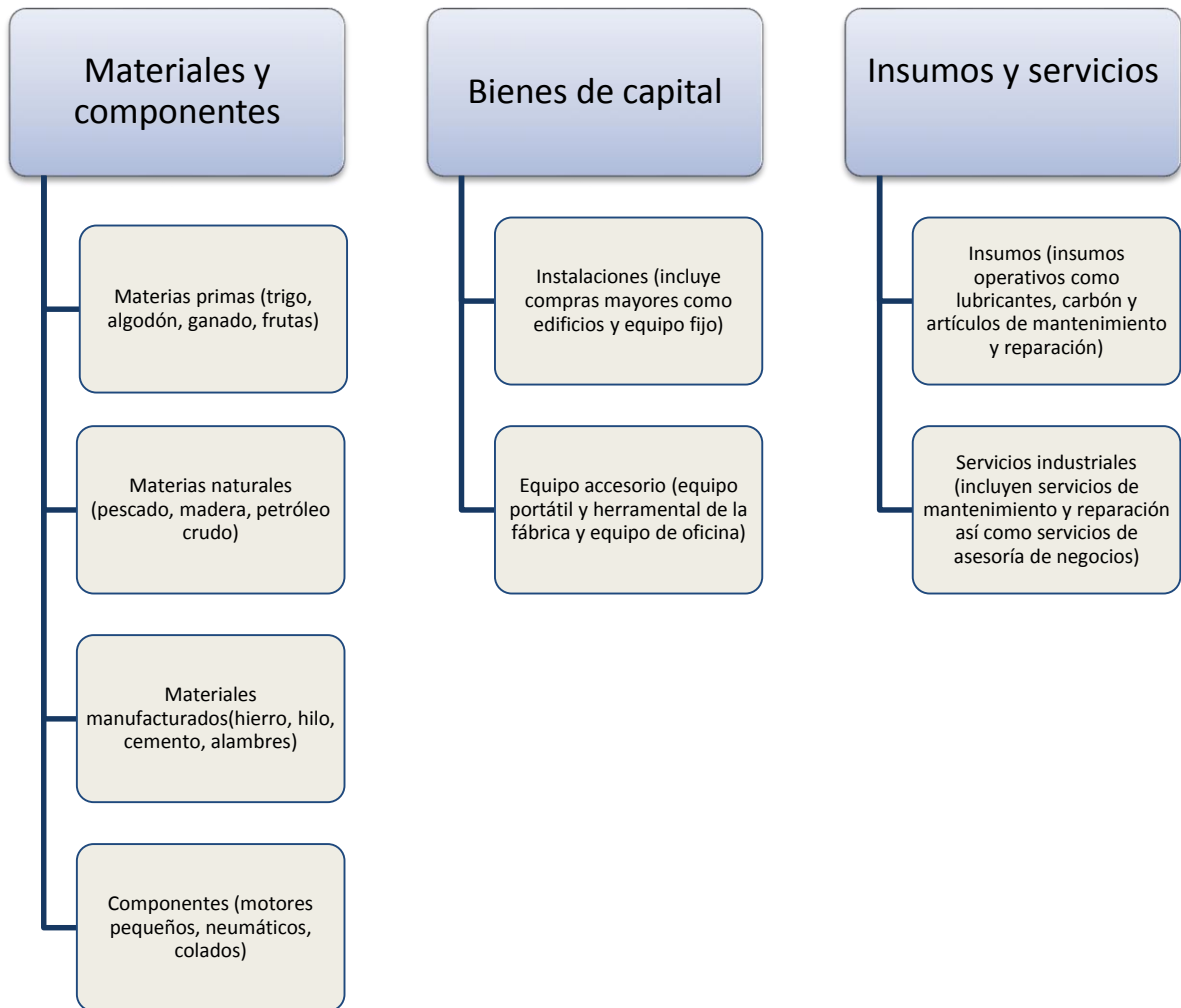 Materiales y
componentes
Materias primas (trigo,
algodón, ganado, frutas)
Materias naturales
(pescado, madera, petróleo
crudo)
Materiales
manufacturados(hierro, hilo,
cemento, alambres)
Componentes (motores
pequeños, neumáticos,
colados)
Bienes de capital
Instalaciones (incluye
compras mayores como
edificios y equipo fijo)
Equipo accesorio (equipo
portátil y herramental de la
fábrica y equipo de oficina)
Insumos y servicios
Insumos (insumos
operativos como
lubricantes, carbón y
artículos de mantenimiento
y reparación)
Servicios industriales
(incluyen servicios de
mantenimiento y reparación
así como servicios de
asesoría de negocios)